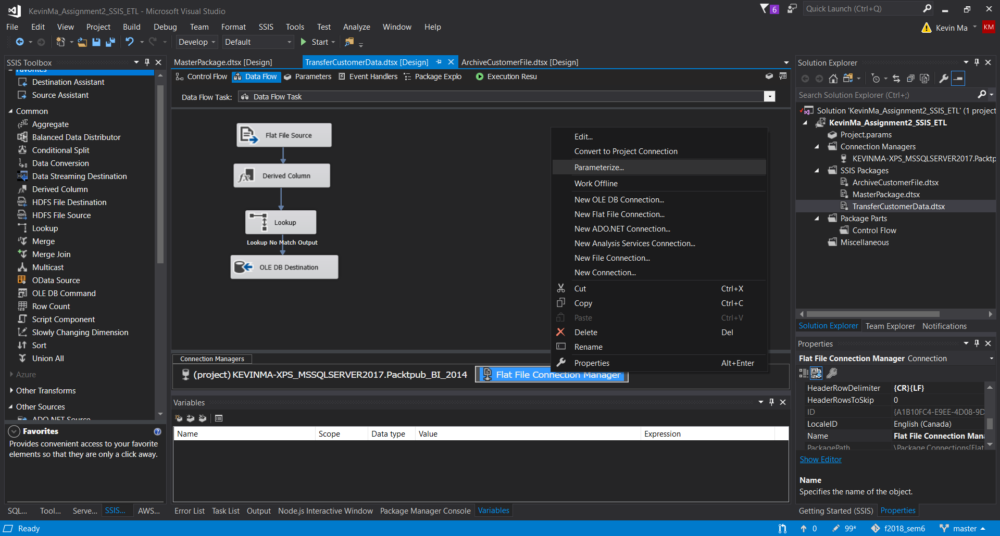 KevinMa_Assignment2_SSIS_ETL - Microsoft Visual Studio
6
Quick Launch (Ctrl+Q)
File Edit View Project Build Debug Team Format SSIS Tools Test Analyze Window Help
Kevin Ma KM
Develop Default Start
SSIS Toolbox
Favorites
Destination Assistant
Source Assistant
Common
Aggregate
Balanced Data Distributor
Conditional Split
Data Conversion
Data Streaming Destination
Derived Column
HDFS File Destination
HDFS File Source
Lookup
Merge
Merge Join
Multicast
OData Source
OLE DB Command
Row Count
Script Component
Slowly Changing Dimension
Sort
Union All
Azure
Other Transforms
Other Sources
ADO NET Source
Favorites
Provides convenient access to your favorite
elements so that they are only a click away.
SQL... Tool... Serve... SSIS... AWS...
MasterPackage.dtsx [Design] TransferCustomerData.dtsx [Design] ArchiveCustomerFile.dtsx [Design]
Control Flow Data Flow Parameters Event Handlers Package Explo Execution Resu
Data Flow Task: Data Flow Task
Flat File Source
Derived Column
Lookup
Lookup No Match Output
OLE DB Destination
Edit...
Convert to Project Connection
Parameterize...
Work Offline
New OLE DB Connection...
New Flat File Connection...
New ADO.NET Connection...
New Analysis Services Connection...
New File Connection...
New Connection...
Cut Ctrl+X
Copy Ctrl+C
Paste Ctrl+V
Delete Del
Rename
Properties Alt+Enter
Connection Managers
(project) KEVINMA-XPS_MSSQLSERVER2017.Packtpub_BI_2014 Flat File Connection Manager
Variables
Name Scope Data type Value Expression
Error List Task List Output Node.js Interactive Window Package Manager Console Variables
Solution Explorer
Search Solution Explorer (Ctrl+;)
Solution 'KevinMa_Assignment2_SSIS_ETL' (1 project
KevinMa_Assignment2_SSIS_ETL
Project.params
Connection Managers
KEVINMA-XPS_MSSQLSERVER2017.Packtp
SSIS Packages
ArchiveCustomerFile.dtsx
MasterPackage.dtsx
TransferCustomerData.dtsx
Package Parts
Control Flow
Miscellaneous
Solution Explorer Team Explorer Notifications
Properties
Flat File Connection Manager Connection
HeaderRowDelimiter {CR}{LF}
HeaderRowsToSkip 0
ID {A1B10FC4-E9EE-4D08-9D
LocaleID English (Canada)
Name Flat File Connection Mana
PackagePath \Package.Connections[Flat
Show Editor
Name
Specifies the name of the object.
Getting Started (SSIS) Properties
Ready 0 99* f2018_sem6 master